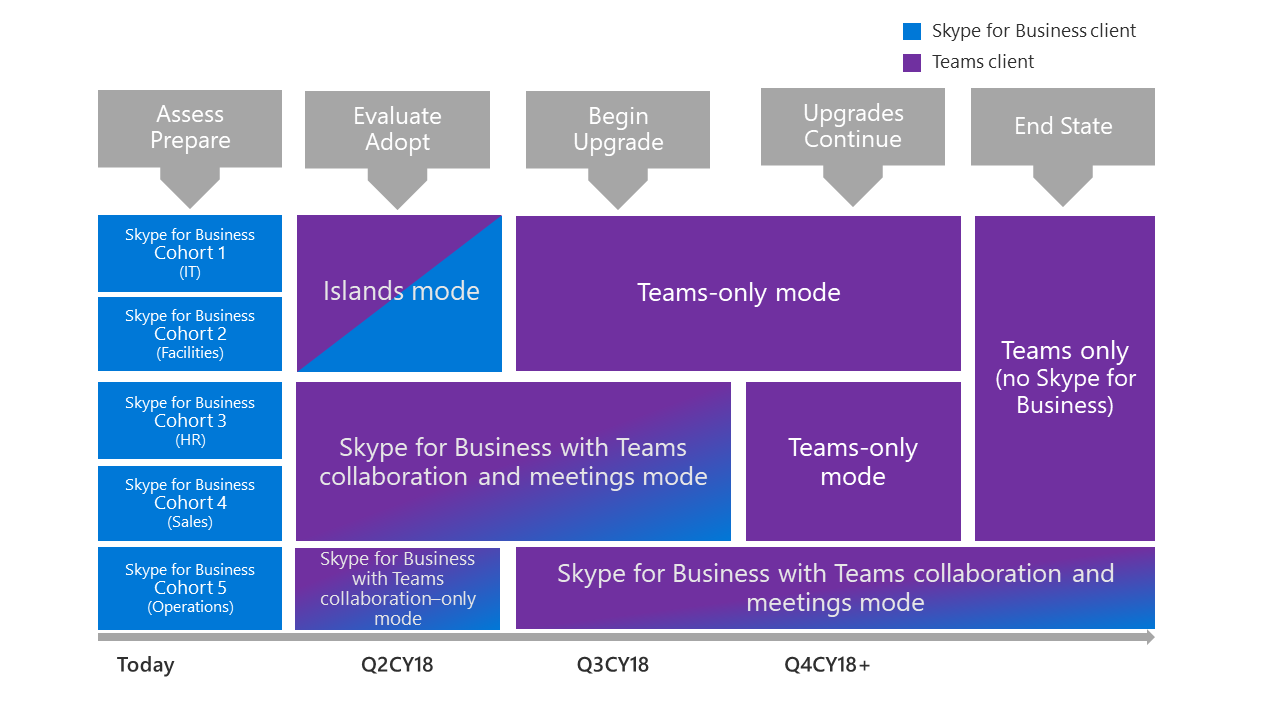 Skype for Business client
Teams client
Assess
Prepare
Evaluate
Adopt
Begin
Upgrade
Upgrades
Continue
End State
Skype for Business
Cohort 1
(IT)
Skype for Business
Cohort 2
(Facilities)
Islands mode
Teams-only mode
Teams only
(no Skype for
Business)
Skype for Business
Cohort 3
(HR)
Skype for Business
Cohort 4
(Sales)
Skype for Business with Teams
collaboration and meetings mode
Teams-only
mode
Skype for Business
Cohort 5
(Operations)
Skype for Business
with Teams
collaboration–only
mode
Skype for Business with Teams collaboration and
meetings mode
Today
Q2CY18
Q3CY18
Q4CY18+